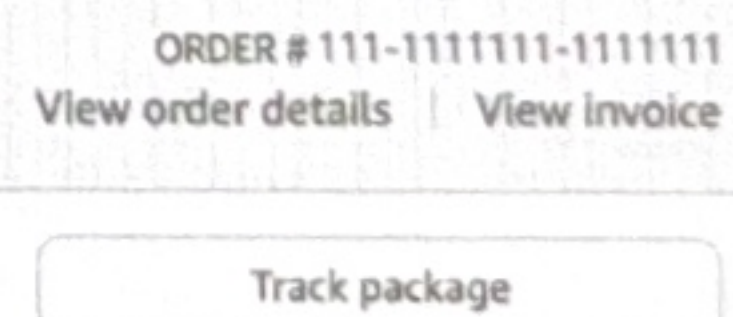 ORDER # 111-1111111-1111111
View order details | View invoice
Track package